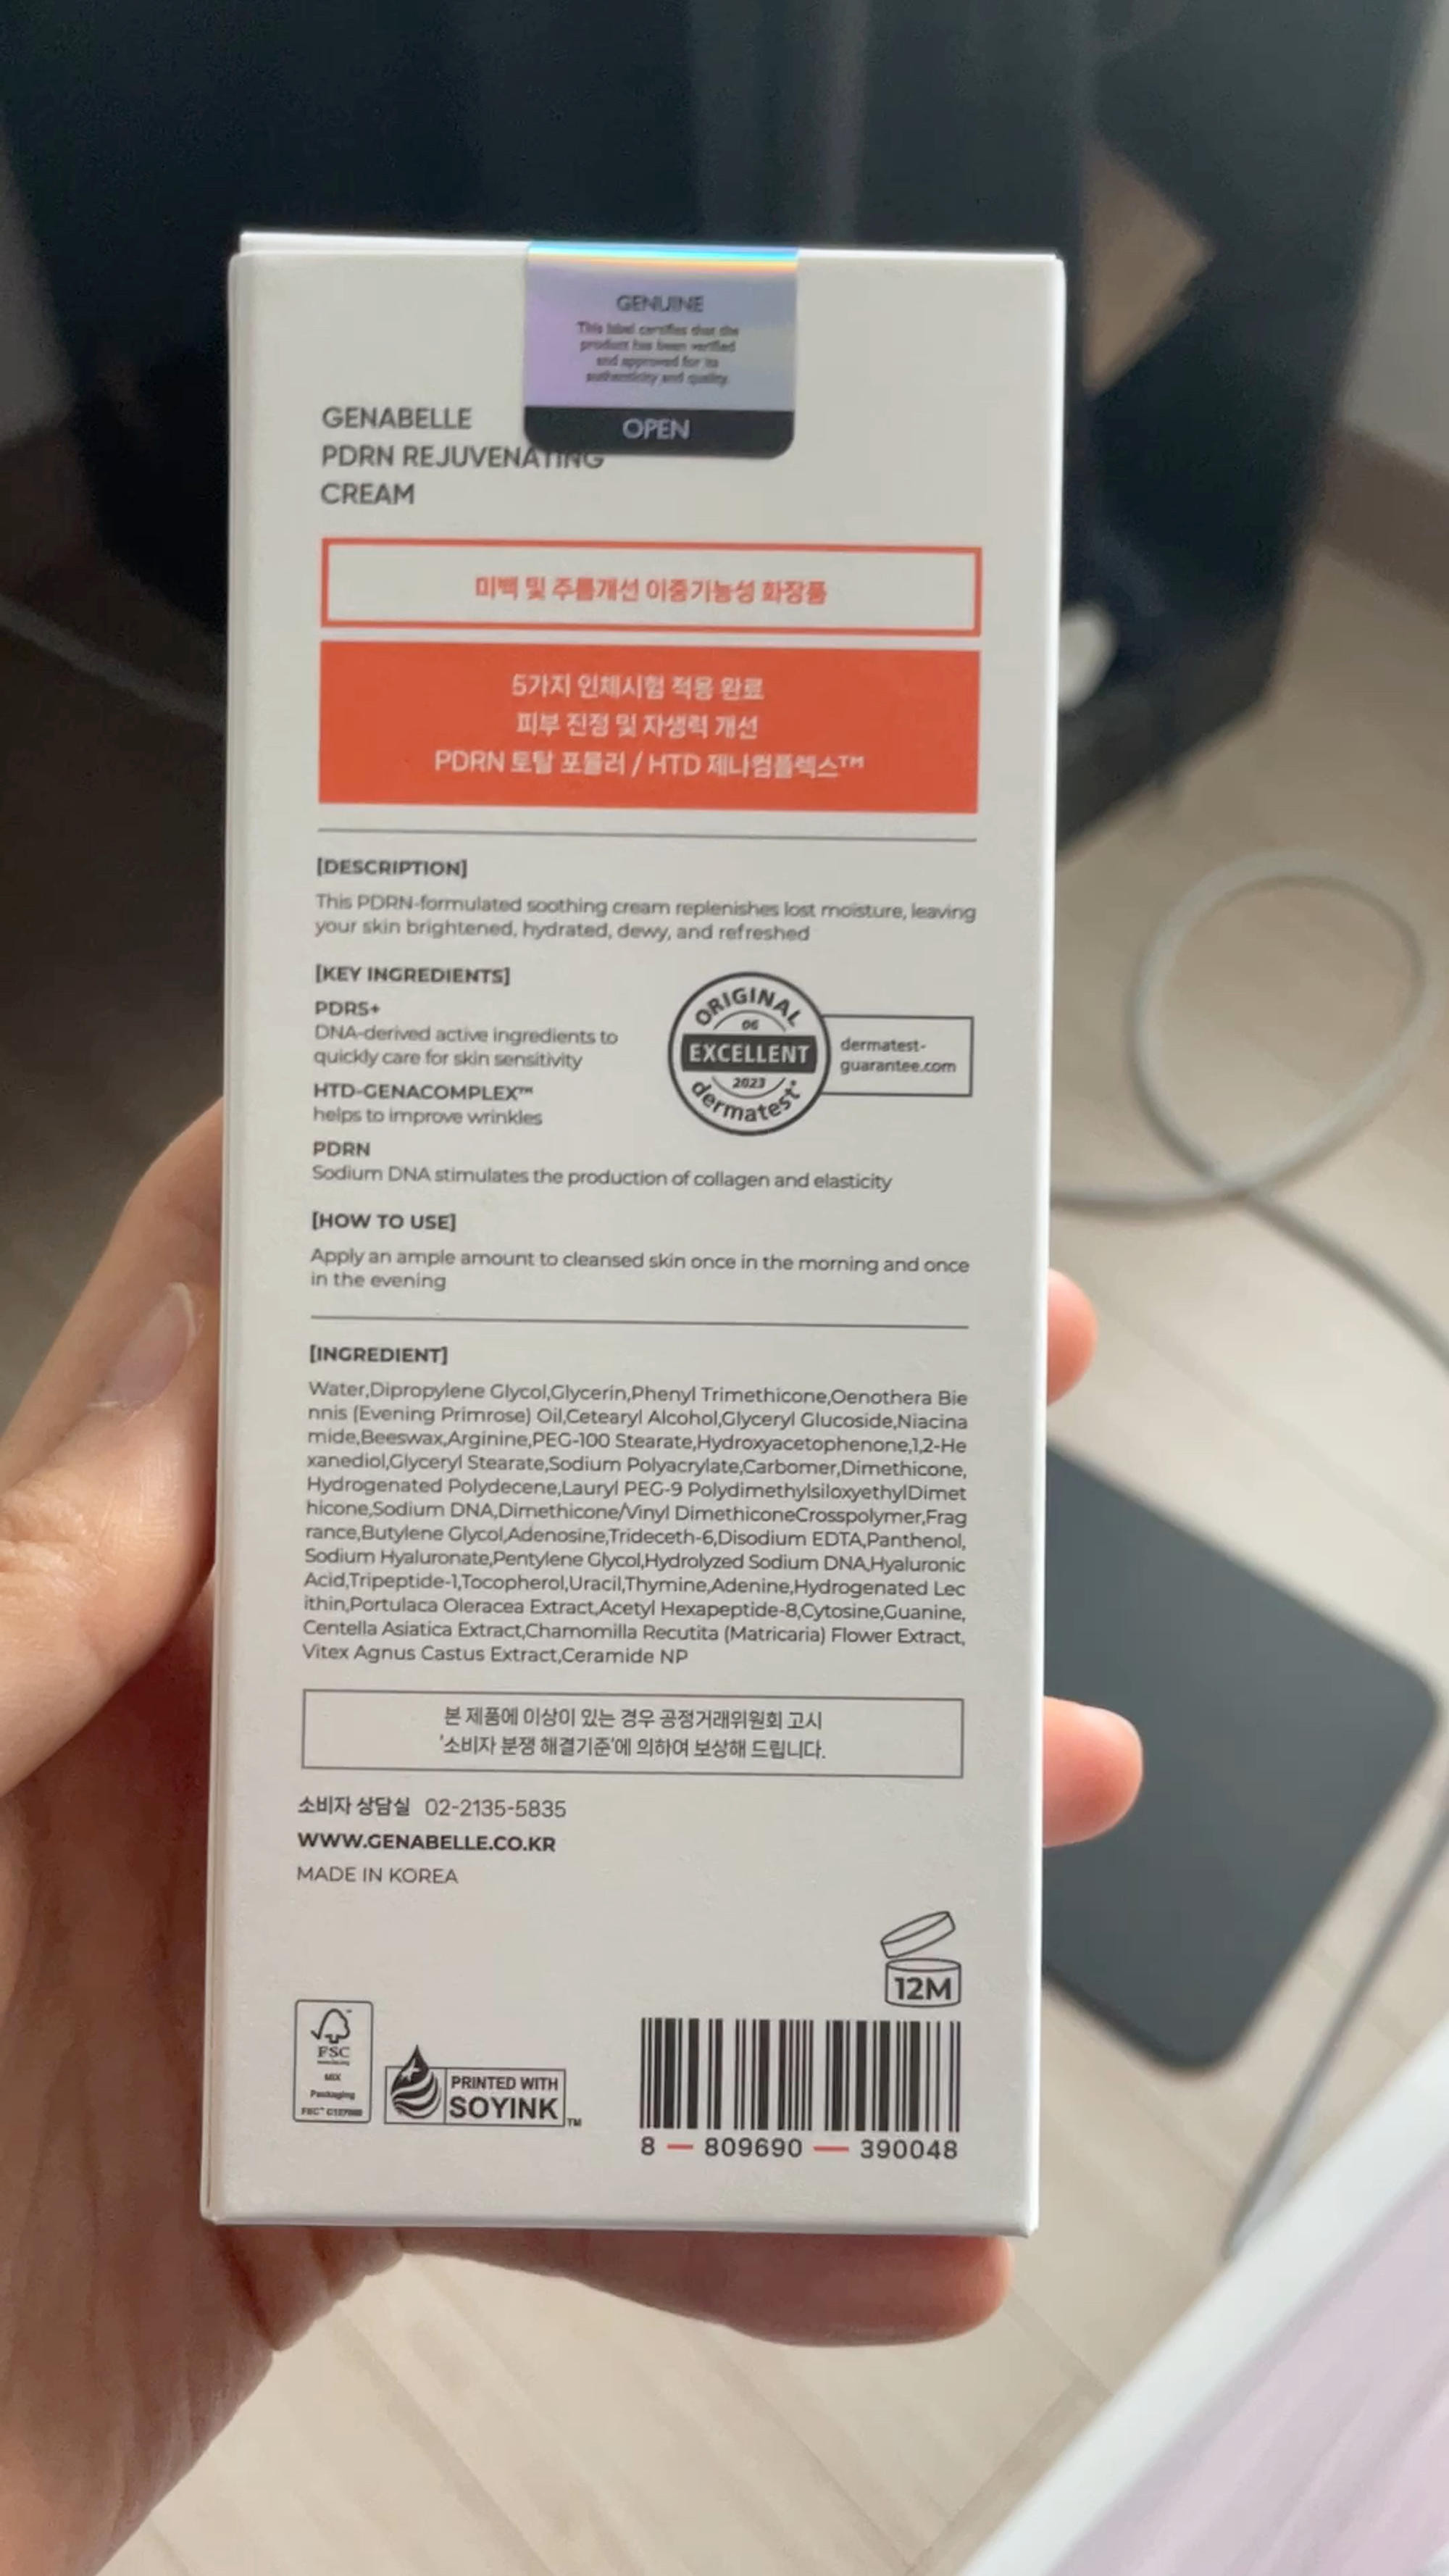 GENUINE
This label certifies that the
product has been verified
and approved for its
authenticity and quality
OPEN
GENABELLE
PDRN REJUVENATING
CREAM
미백 및 주름개선 이중기능성 화장품
5가지 인체시험 적용 완료
피부 진정 및 자생력 개선
PDRN 토탈 포뮬러 / HTD 제나컴플렉스™
[DESCRIPTION]
This PDRN-formulated soothing cream replenishes lost moisture, leaving
your skin brightened, hydrated, dewy, and refreshed
[KEY INGREDIENTS]
PDRS+
DNA-derived active ingredients to
quickly care for skin sensitivity
HTD-GENACOMPLEX™
helps to improve wrinkles
ORIGINAL
06
EXCELLENT
2023
dermatest®
dermatest-
guarantee.com
PDRN
Sodium DNA stimulates the production of collagen and elasticity
[HOW TO USE]
Apply an ample amount to cleansed skin once in the morning and once
in the evening
[INGREDIENT]
Water,Dipropylene Glycol,Glycerin,Phenyl Trimethicone,Oenothera Bie
nnis (Evening Primrose) Oil,Cetearyl Alcohol,Glyceryl Glucoside,Niacina
mide,Beeswax,Arginine,PEG-100 Stearate,Hydroxyacetophenone,1,2-He
xanediol,Glyceryl Stearate,Sodium Polyacrylate,Carbomer,Dimethicone,
Hydrogenated Polydecene,Lauryl PEG-9 PolydimethylsiloxyethylDimet
hicone,Sodium DNA,Dimethicone/Vinyl DimethiconeCrosspolymer,Frag
rance,Butylene Glycol,Adenosine,Trideceth-6,Disodium EDTA,Panthenol,
Sodium Hyaluronate,Pentylene Glycol,Hydrolyzed Sodium DNA,Hyaluronic
Acid,Tripeptide-1,Tocopherol,Uracil,Thymine,Adenine,Hydrogenated Lec
ithin,Portulaca Oleracea Extract,Acetyl Hexapeptide-8,Cytosine,Guanine,
Centella Asiatica Extract,Chamomilla Recutita (Matricaria) Flower Extract,
Vitex Agnus Castus Extract,Ceramide NP
본 제품에 이상이 있는 경우 공정거래위원회 고시
'소비자 분쟁 해결기준'에 의하여 보상해 드립니다.
소비자 상담실 02-2135-5835
WWW.GENABELLE.CO.KR
MADE IN KOREA
12M
FSC
MIX
Packaging
PRINTED WITH
SOYINK™
8 — 809690 — 390048